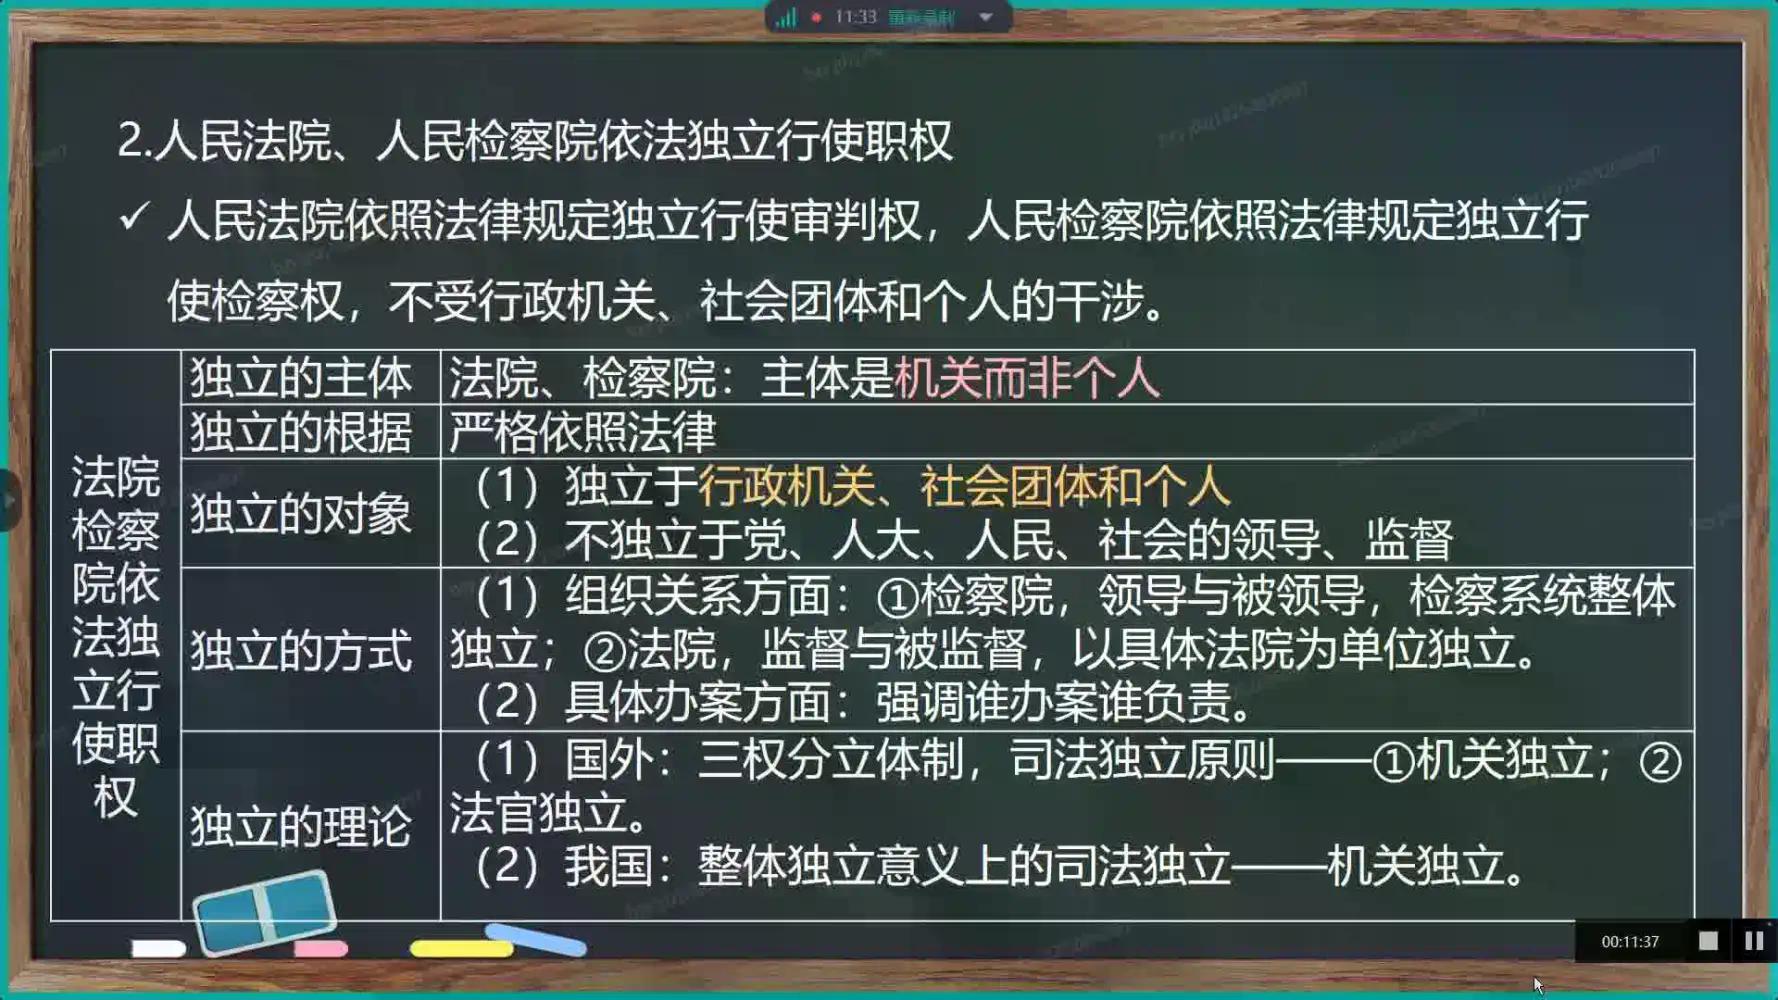 11:33
2.人民法院、人民检察院依法独立行使职权
✓ 人民法院依照法律规定独立行使审判权，人民检察院依照法律规定独立行
使检察权，不受行政机关、社会团体和个人的干涉。
法院
检察
院依
法独
立行
使职
权
独立的主体
法院、检察院：主体是机关而非个人
独立的根据
严格依照法律
独立的对象
（1）独立于行政机关、社会团体和个人
（2）不独立于党、人大、人民、社会的领导、监督
独立的方式
（1）组织关系方面：①检察院，领导与被领导，检察系统整体
独立；②法院，监督与被监督，以具体法院为单位独立。
（2）具体办案方面：强调谁办案谁负责。
独立的理论
（1）国外：三权分立体制，司法独立原则——①机关独立；②
法官独立。
（2）我国：整体独立意义上的司法独立——机关独立。
00:11:37